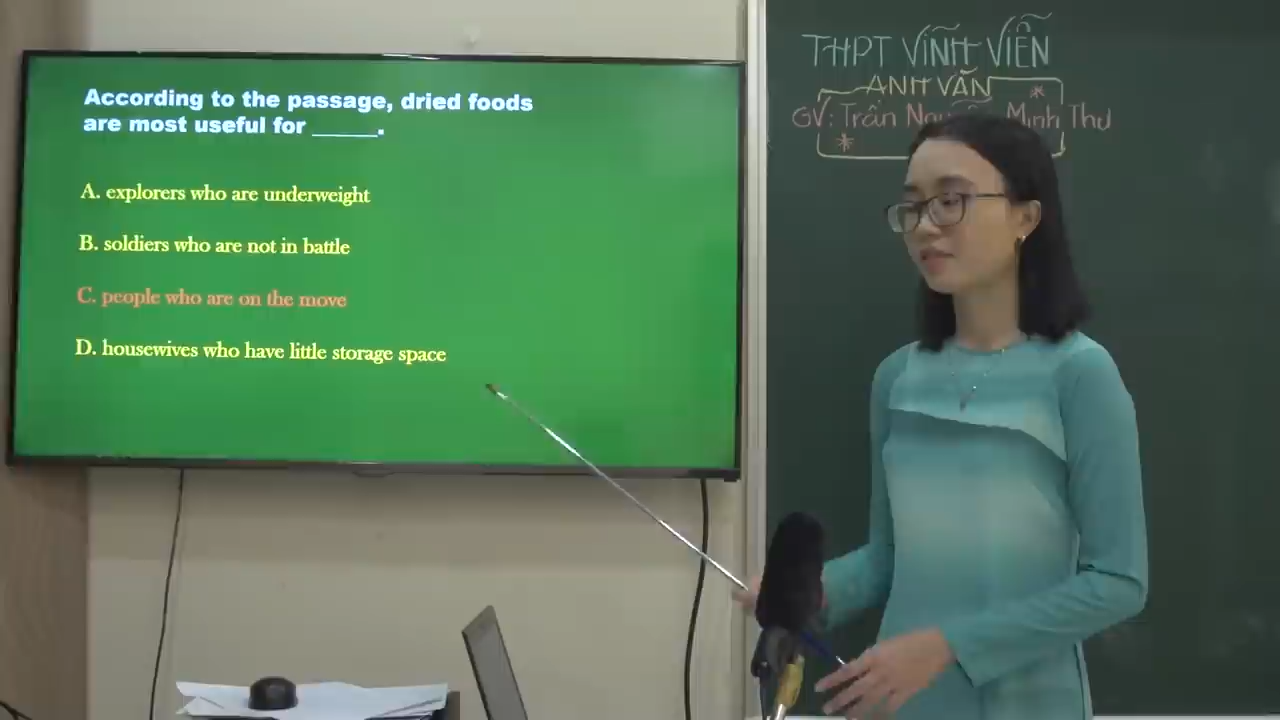 According to the passage, dried foods
are most useful for _____.
A. explorers who are underweight
B. soldiers who are not in battle
C. people who are on the move
D. housewives who have little storage space
THPT VĨNH VIỄN
ANH VĂN
GV: Trần Minh Thư